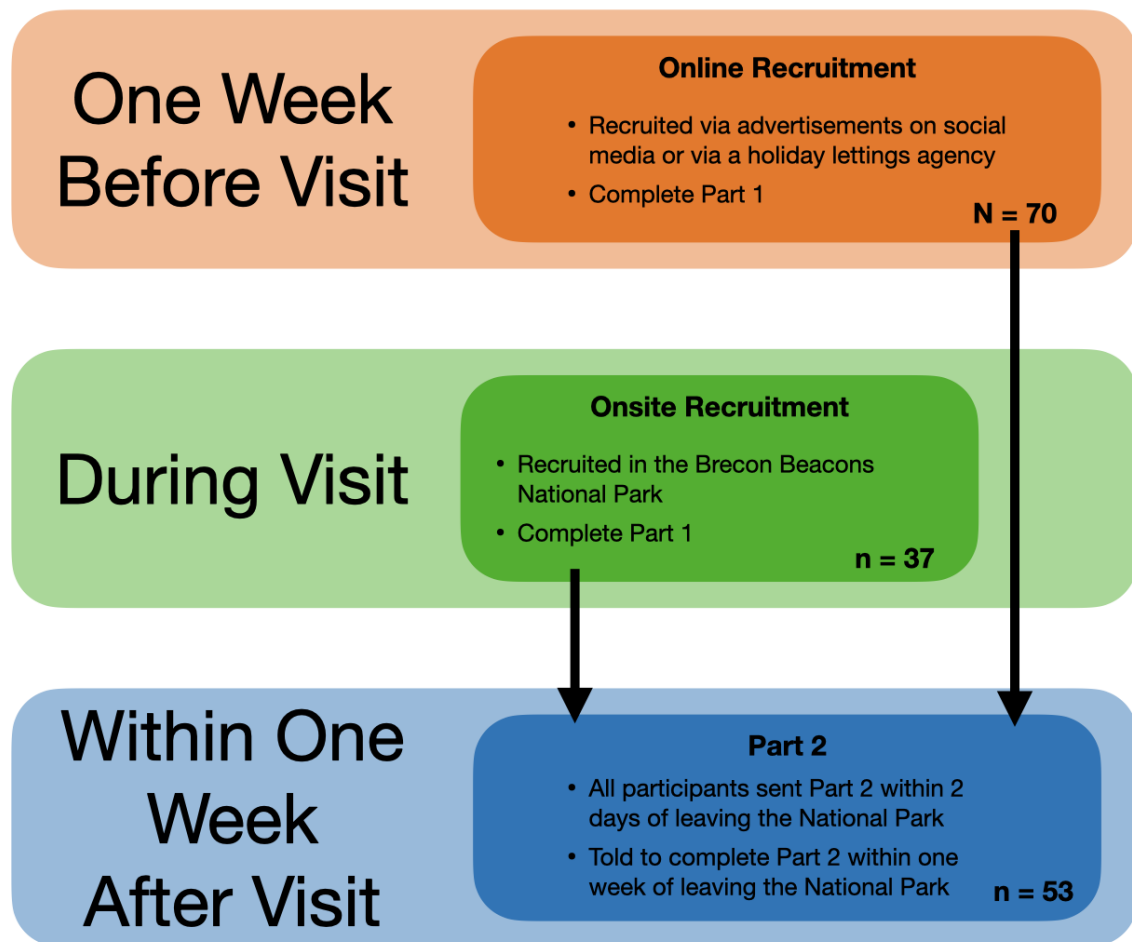 One Week
Before Visit
Online Recruitment
• Recruited via advertisements on social
media or via a holiday lettings agency
• Complete Part 1
N = 70
During Visit
Onsite Recruitment
• Recruited in the Brecon Beacons
National Park
• Complete Part 1
n = 37
Within One
Week
After Visit
Part 2
• All participants sent Part 2 within 2
days of leaving the National Park
• Told to complete Part 2 within one
week of leaving the National Park
n = 53